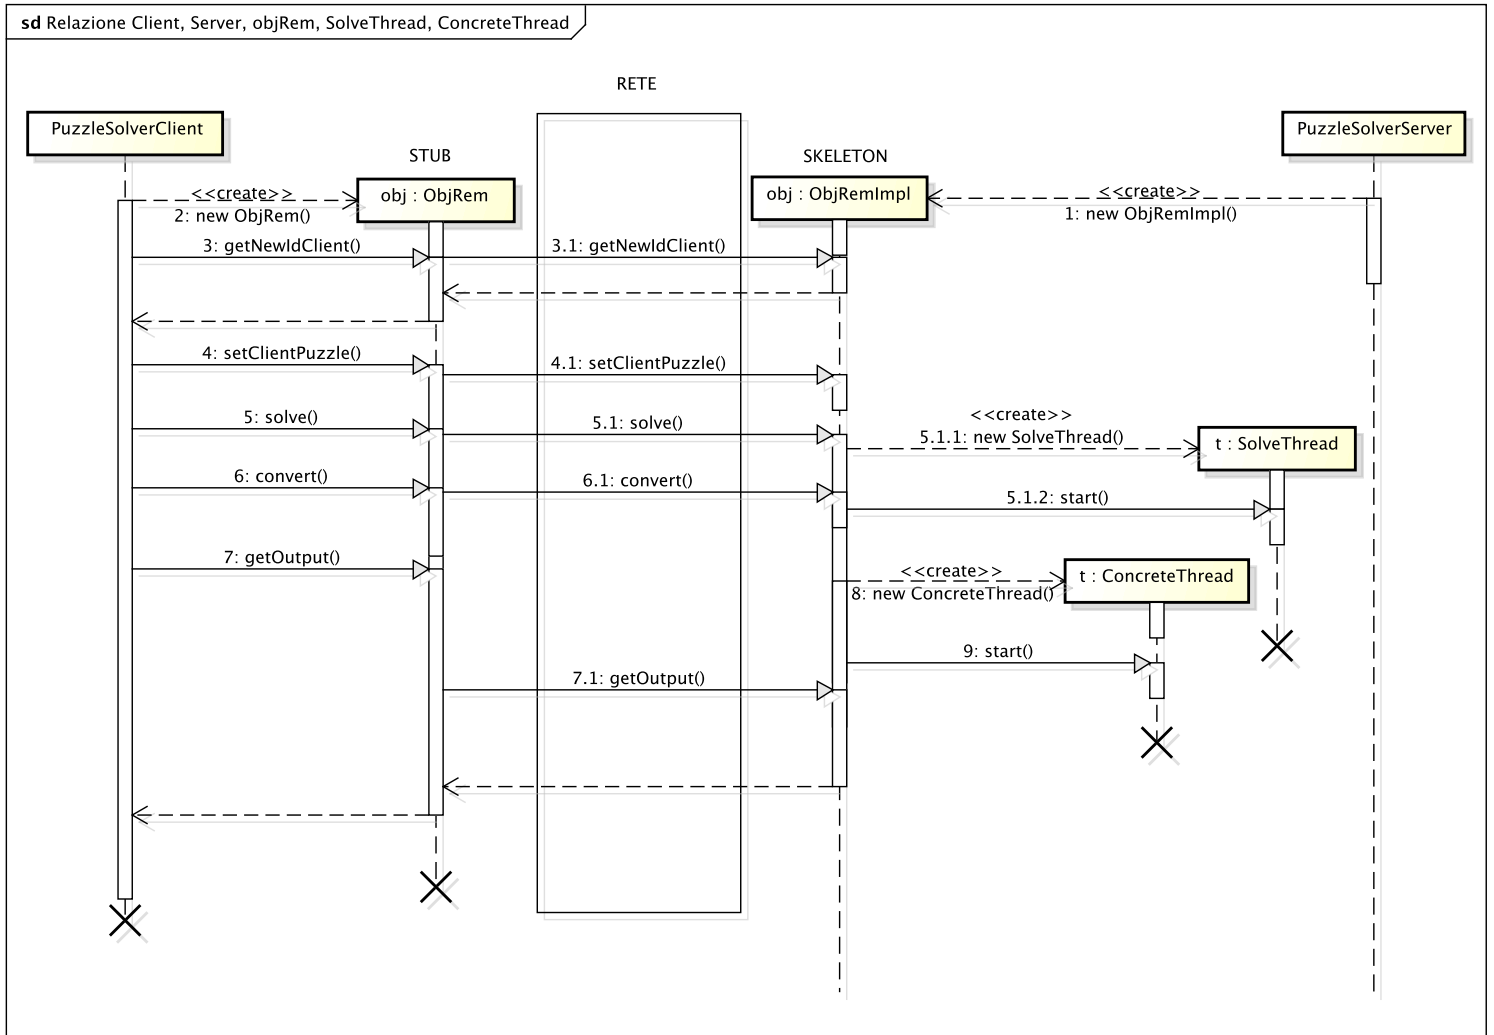 sd Relazione Client, Server, objRem, SolveThread, ConcreteThread
RETE
PuzzleSolverClient
PuzzleSolverServer
STUB
SKELETON
obj : ObjRem
obj : ObjRemImpl
<<create>>
2: new ObjRem()
<<create>>
1: new ObjRemImpl()
3: getNewIdClient()
3.1: getNewIdClient()
4: setClientPuzzle()
4.1: setClientPuzzle()
5: solve()
5.1: solve()
<<create>>
5.1.1: new SolveThread()
t : SolveThread
6: convert()
6.1: convert()
5.1.2: start()
7: getOutput()
<<create>>
8: new ConcreteThread()
t : ConcreteThread
9: start()
7.1: getOutput()